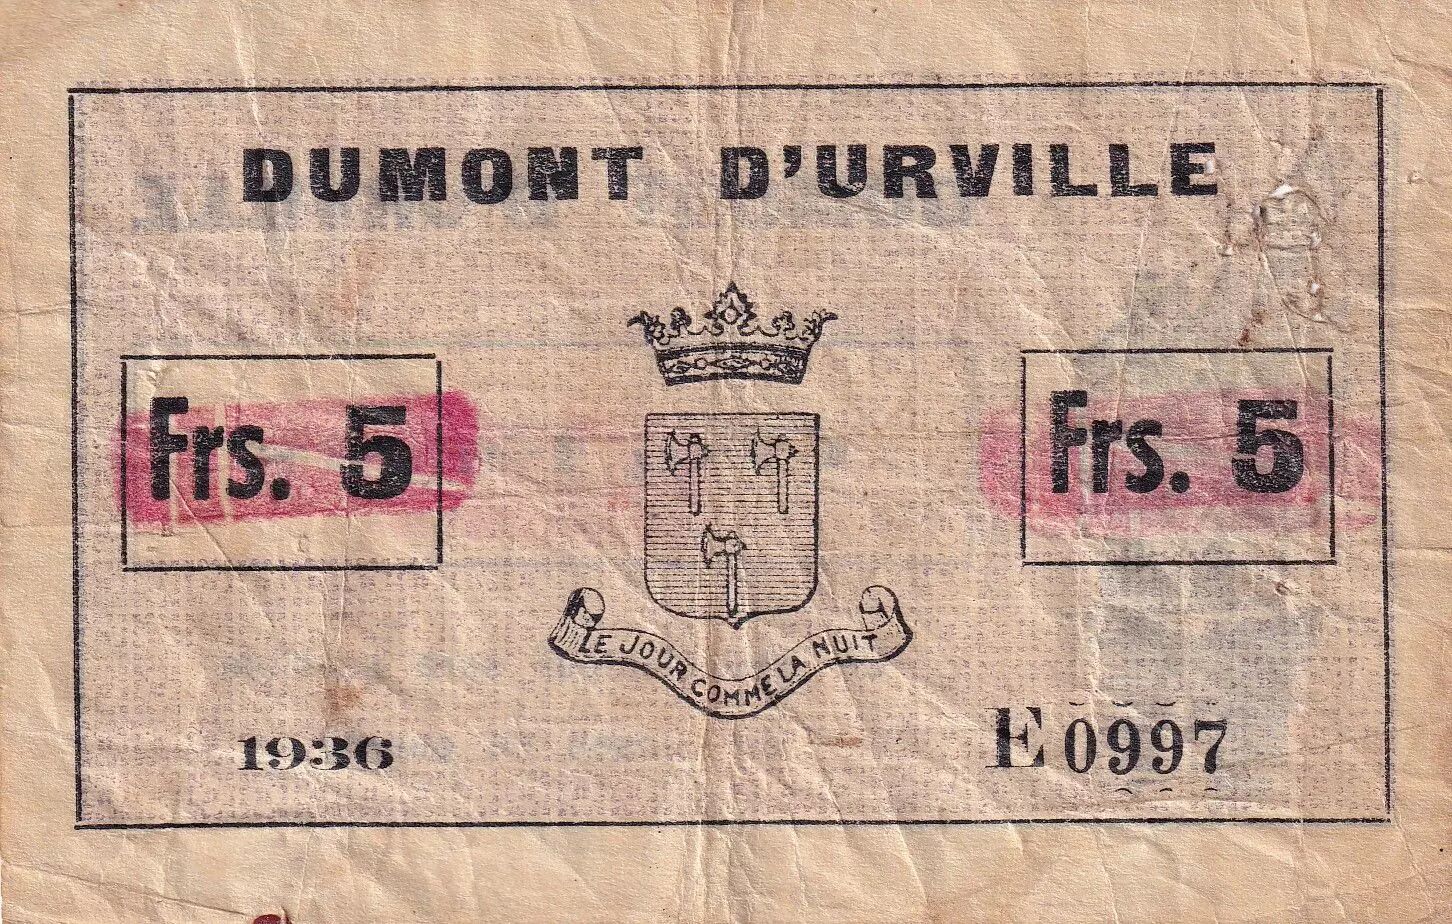 DUMONT D'URVILLE
Frs. 5
Frs. 5
LE JOUR COMME LA NUIT
1936
E 0997